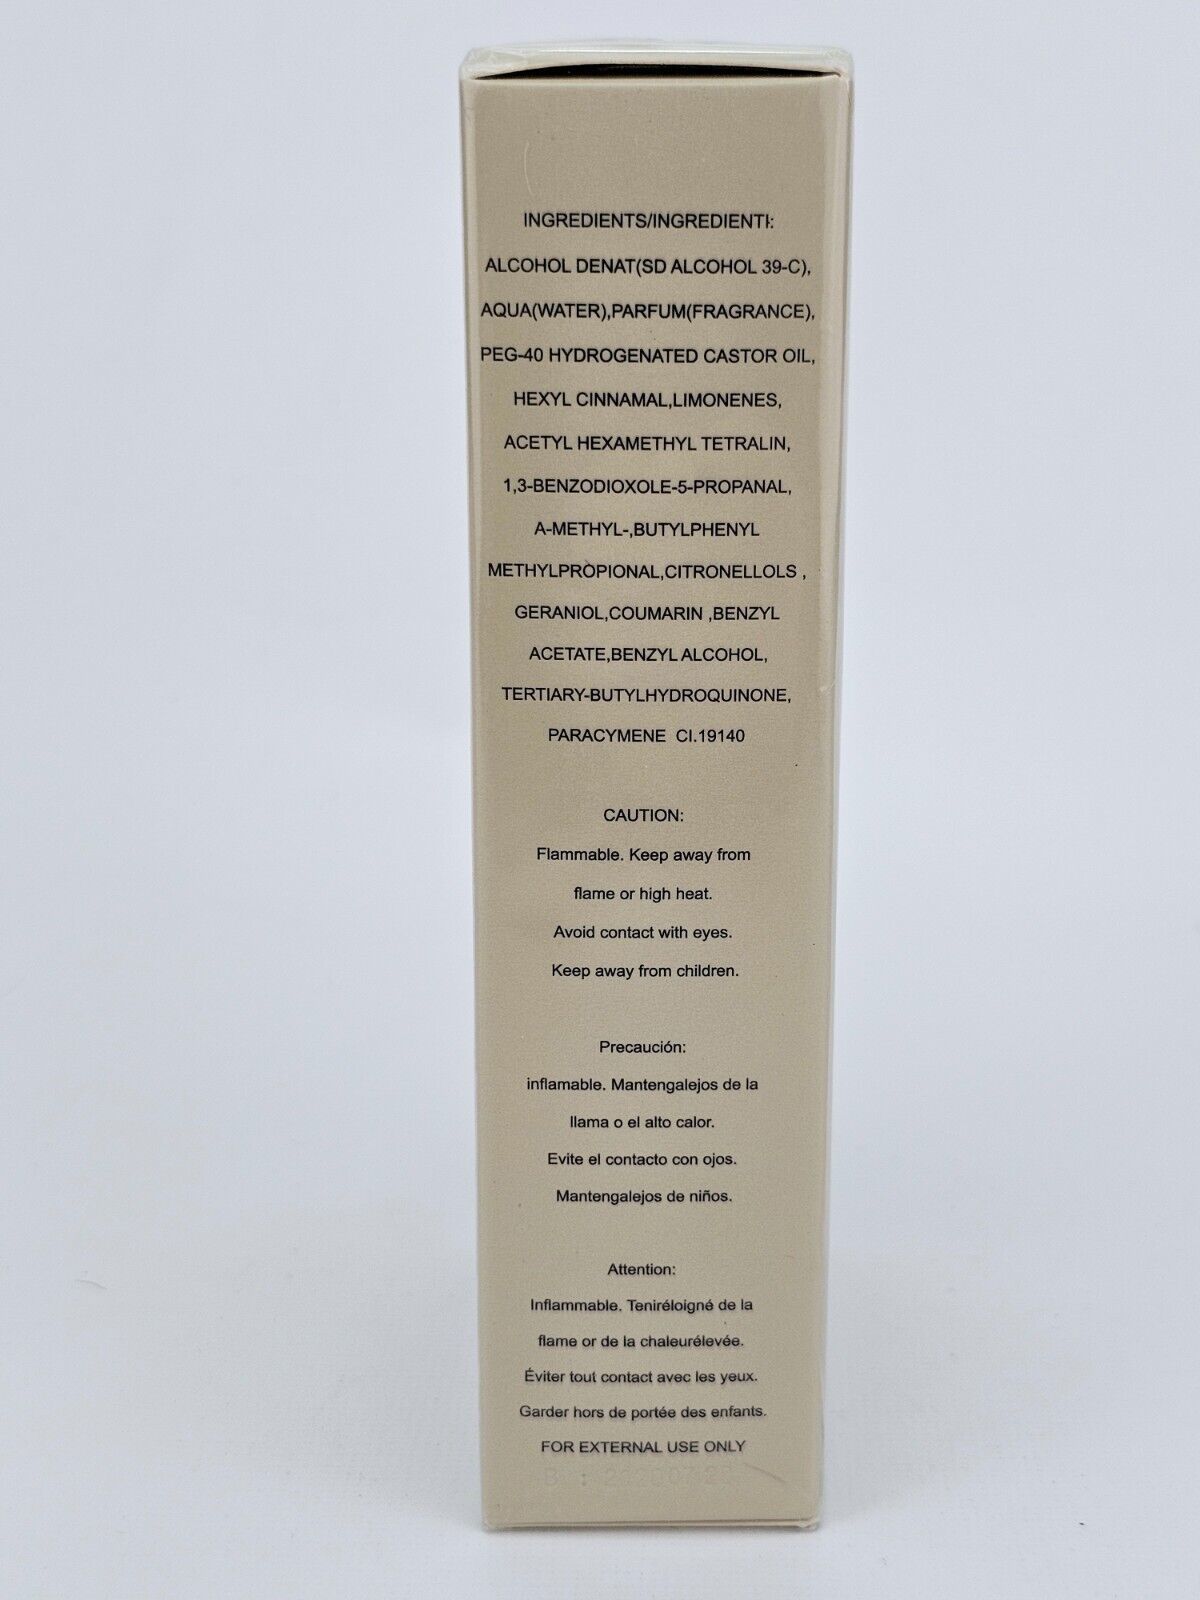 INGREDIENTS/INGREDIENTI:
ALCOHOL DENAT(SD ALCOHOL 39-C),
AQUA(WATER),PARFUM(FRAGRANCE),
PEG-40 HYDROGENATED CASTOR OIL,
HEXYL CINNAMAL,LIMONENES,
ACETYL HEXAMETHYL TETRALIN,
1,3-BENZODIOXOLE-5-PROPANAL,
A-METHYL-,BUTYLPHENYL
METHYLPROPIONAL,CITRONELLOLS ,
GERANIOL,COUMARIN ,BENZYL
ACETATE,BENZYL ALCOHOL,
TERTIARY-BUTYLHYDROQUINONE,
PARACYMENE CI.19140
CAUTION:
Flammable. Keep away from
flame or high heat.
Avoid contact with eyes.
Keep away from children.
Precaución:
inflamable. Mantengalejos de la
llama o el alto calor.
Evite el contacto con ojos.
Mantengalejos de niños.
Attention:
Inflammable. Teniréloigné de la
flame or de la chaleurélevée.
Éviter tout contact avec les yeux.
Garder hors de portée des enfants.
FOR EXTERNAL USE ONLY